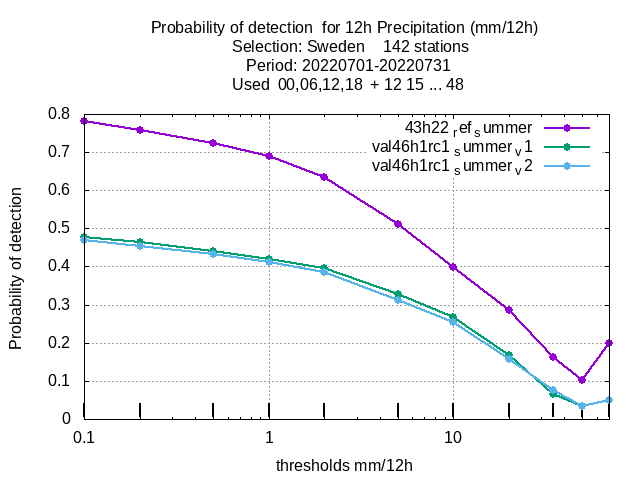 Probability of detection  for 12h Precipitation (mm/12h)
Selection: Sweden    142 stations
Period: 20220701-20220731
Used  00,06,12,18  + 12 15 ... 48
43h22 ref summer
val46h1rc1 summer v1
val46h1rc1 summer v2
Probability of detection
0.8
0.7
0.6
0.5
0.4
0.3
0.2
0.1
0
0.1 1 10
thresholds mm/12h